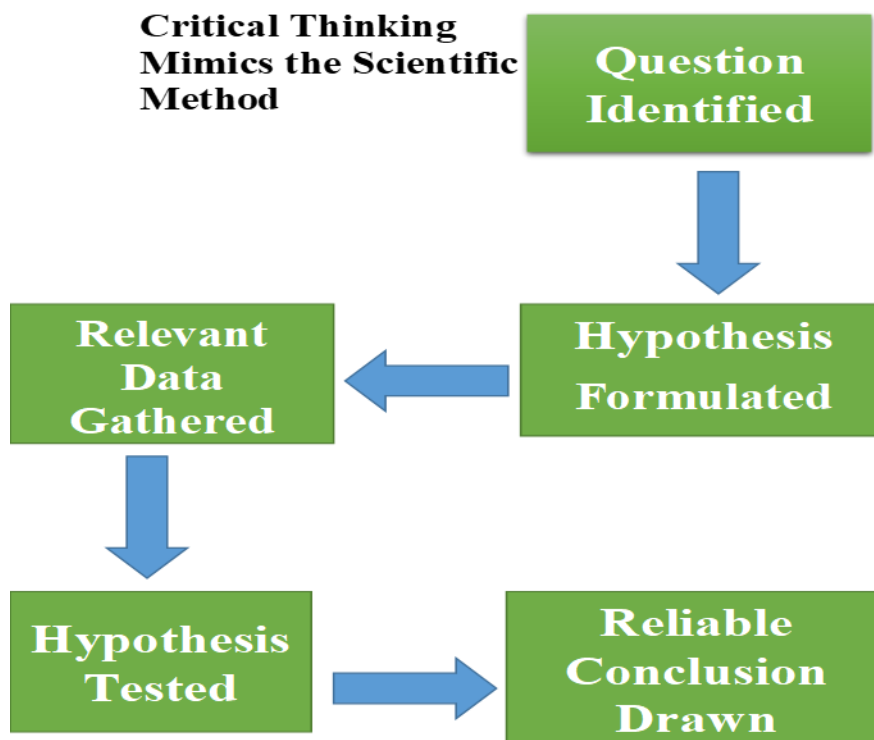 Critical Thinking
Mimics the Scientific
Method
Question
Identified
Hypothesis
Formulated
Relevant
Data
Gathered
Hypothesis
Tested
Reliable
Conclusion
Drawn